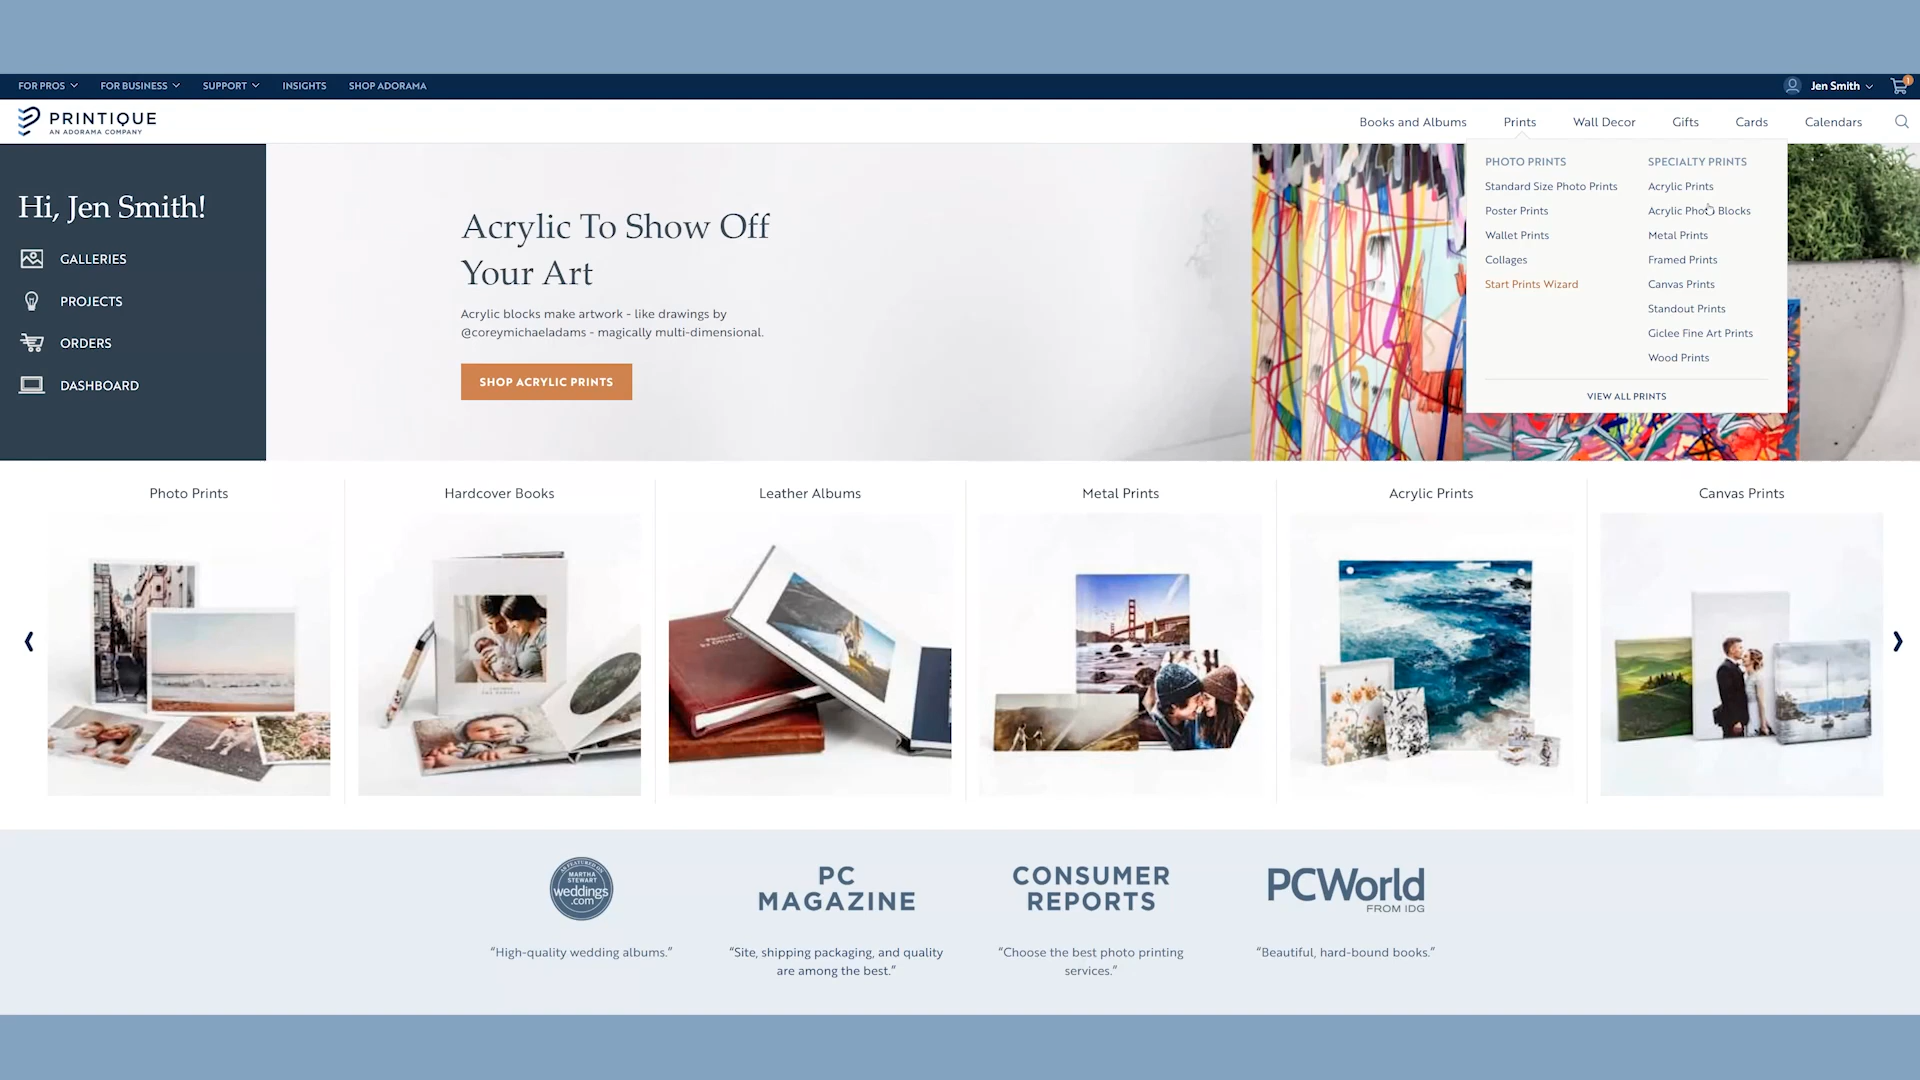 FOR PROS
FOR BUSINESS
SUPPORT
INSIGHTS
SHOP ADORAMA
Jen Smith
1
PRINTIQUE
AN ADORAMA COMPANY
Books and Albums
Prints
Wall Decor
Gifts
Cards
Calendars
Hi, Jen Smith!
GALLERIES
PROJECTS
ORDERS
DASHBOARD
Acrylic To Show Off
Your Art
Acrylic blocks make artwork - like drawings by
@coreymichaeladams - magically multi-dimensional.
SHOP ACRYLIC PRINTS
PHOTO PRINTS
Standard Size Photo Prints
Poster Prints
Wallet Prints
Collages
Start Prints Wizard
SPECIALTY PRINTS
Acrylic Prints
Acrylic Photo Blocks
Metal Prints
Framed Prints
Canvas Prints
Standout Prints
Giclee Fine Art Prints
Wood Prints
VIEW ALL PRINTS
Photo Prints
Hardcover Books
Leather Albums
Metal Prints
Acrylic Prints
Canvas Prints
AS FEATURED ON
MARTHA
STEWART
weddings
.com
“High-quality wedding albums.”
PC
MAGAZINE
“Site, shipping packaging, and quality
are among the best.”
CONSUMER
REPORTS
“Choose the best photo printing
services.”
PCWorld
FROM IDG
“Beautiful, hard-bound books.”